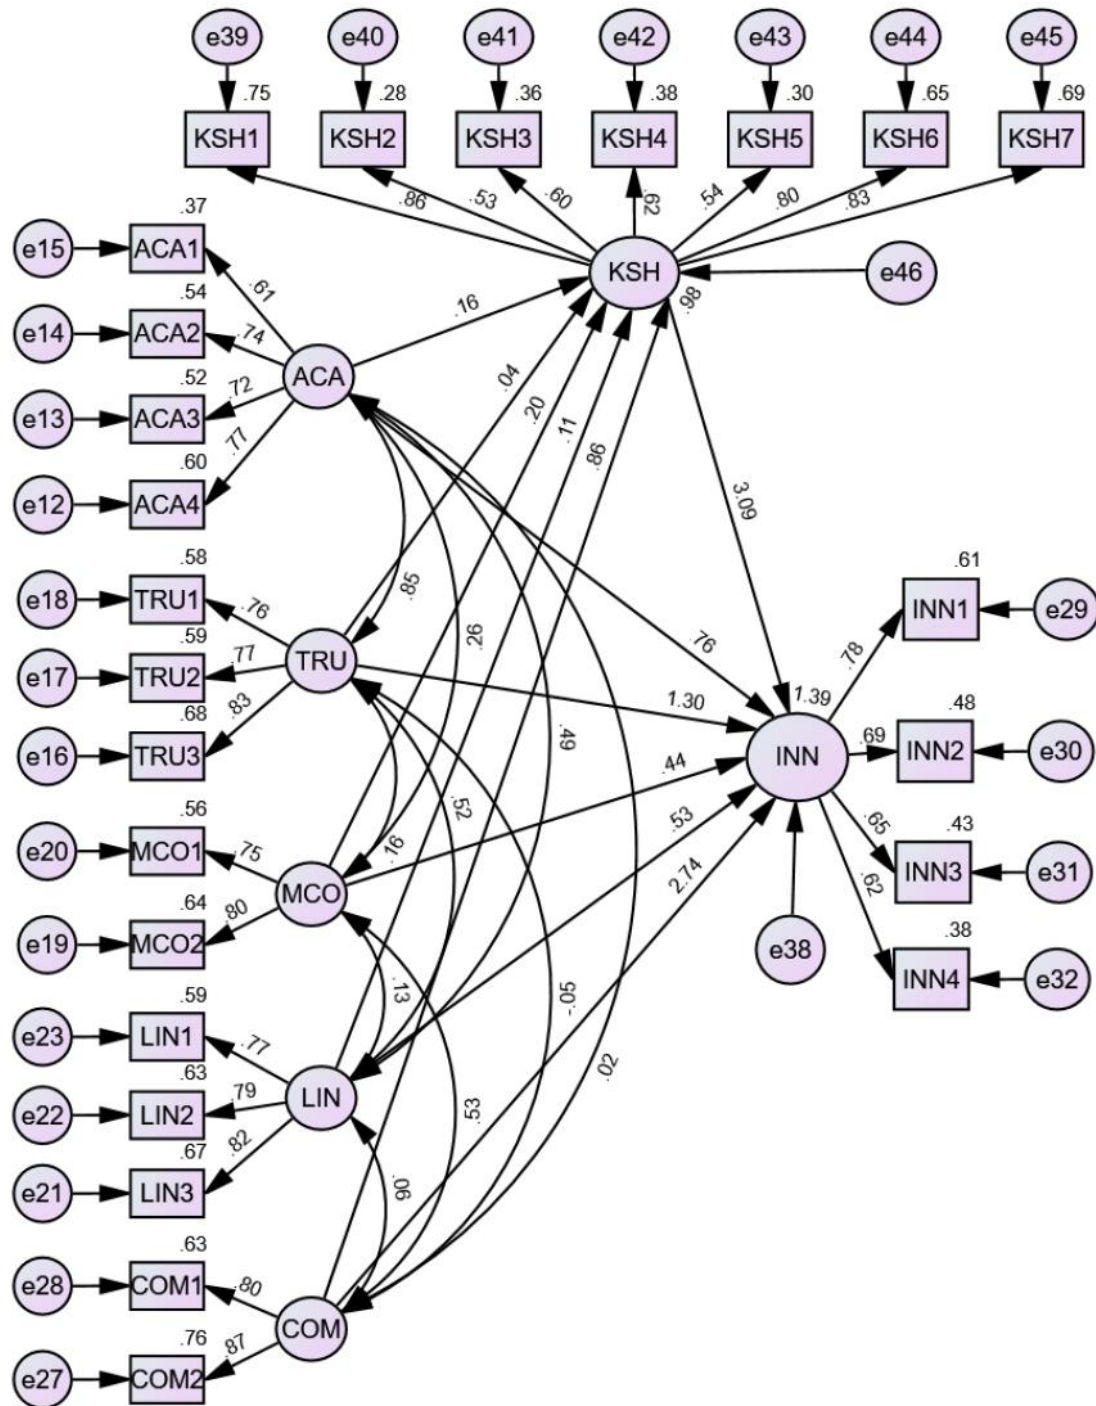 e39 e40 e41 e42 e43 e44 e45
.75 .28 .36 .38 .30 .65 .69
KSH1 KSH2 KSH3 KSH4 KSH5 KSH6 KSH7
.86 .53 .60 .62 .54 .80 .83
KSH
e46
.98
.37
e15 ACA1
.61
.54
e14 ACA2
.74
.52
e13 ACA3
.72
.60
e12 ACA4
.77
ACA
.16
.04
.20
.11
.86
3.09
.58
e18 TRU1
.76
.59
e17 TRU2
.77
.68
e16 TRU3
.83
TRU
.85
.26
.76
1.30
.49
.44
.52
.16
.53
2.74
.56
e20 MCO1
.75
.64
e19 MCO2
.80
MCO
.13
-.05
.02
.59
e23 LIN1
.77
.63
e22 LIN2
.79
.67
e21 LIN3
.82
LIN
.53
.06
.63
e28 COM1
.80
.76
e27 COM2
.87
COM
1.39
INN
e38
.61
INN1 e29
.78
.48
INN2 e30
.69
.43
INN3 e31
.65
.38
INN4 e32
.62